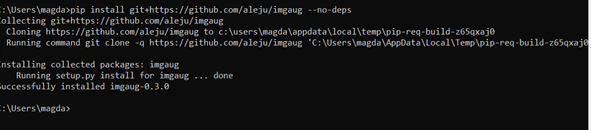 C:\Users\magda>pip install git+https://github.com/aleju/imgaug --no-deps
Collecting git+https://github.com/aleju/imgaug
Cloning https://github.com/aleju/imgaug to c:\users\magda\appdata\local\temp\pip-req-build-z65qxaj0
Running command git clone -q https://github.com/aleju/imgaug 'C:\Users\magda\AppData\Local\Temp\pip-req-build-z65qxaj0
Installing collected packages: imgaug
Running setup.py install for imgaug ... done
Successfully installed imgaug-0.3.0
C:\Users\magda>